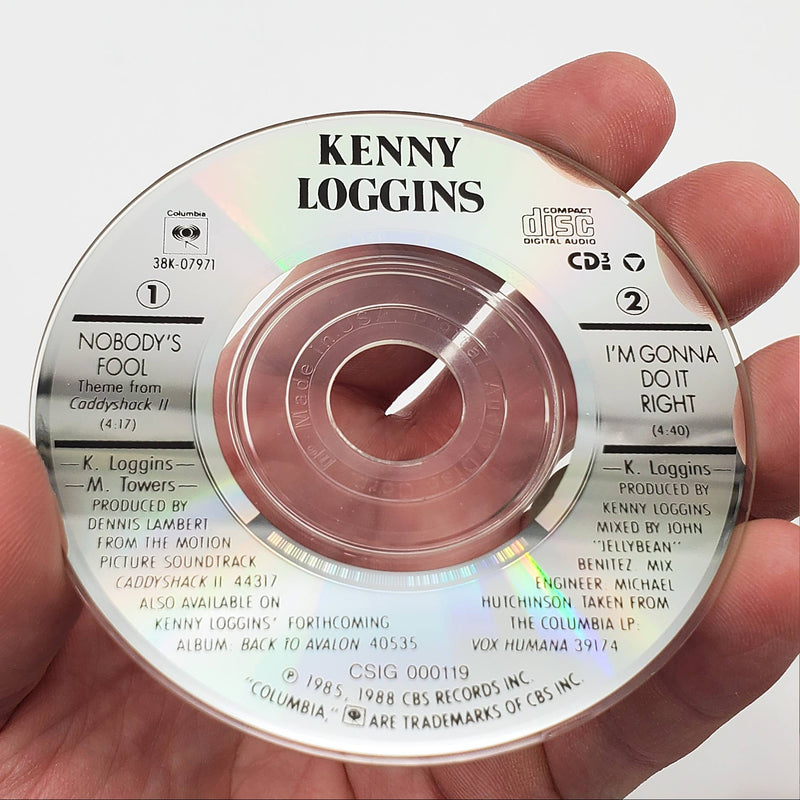 KENNY
LOGGINS
Columbia
38K-07971
COMPACT
disc
DIGITAL AUDIO
CD3
1
NOBODY'S
FOOL
Theme from
Caddyshack II
(4:17)
—K. Loggins—
M. Towers—
PRODUCED BY
DENNIS LAMBERT
FROM THE MOTION
PICTURE SOUNDTRACK
CADDYSHACK II 44317
ALSO AVAILABLE ON
KENNY LOGGINS' FORTHCOMING
ALBUM: BACK TO AVALON 40535
2
I'M GONNA
DO IT
RIGHT
(4:40)
—K. Loggins—
PRODUCED BY
KENNY LOGGINS
MIXED BY JOHN
"JELLYBEAN"
BENITEZ. MIX
ENGINEER: MICHAEL
HUTCHINSON. TAKEN FROM
THE COLUMBIA LP:
VOX HUMANA 39174
Made in USA Digital
CSIG 000119
℗ 1985, 1988 CBS RECORDS INC.
"COLUMBIA," ARE TRADEMARKS OF CBS INC.